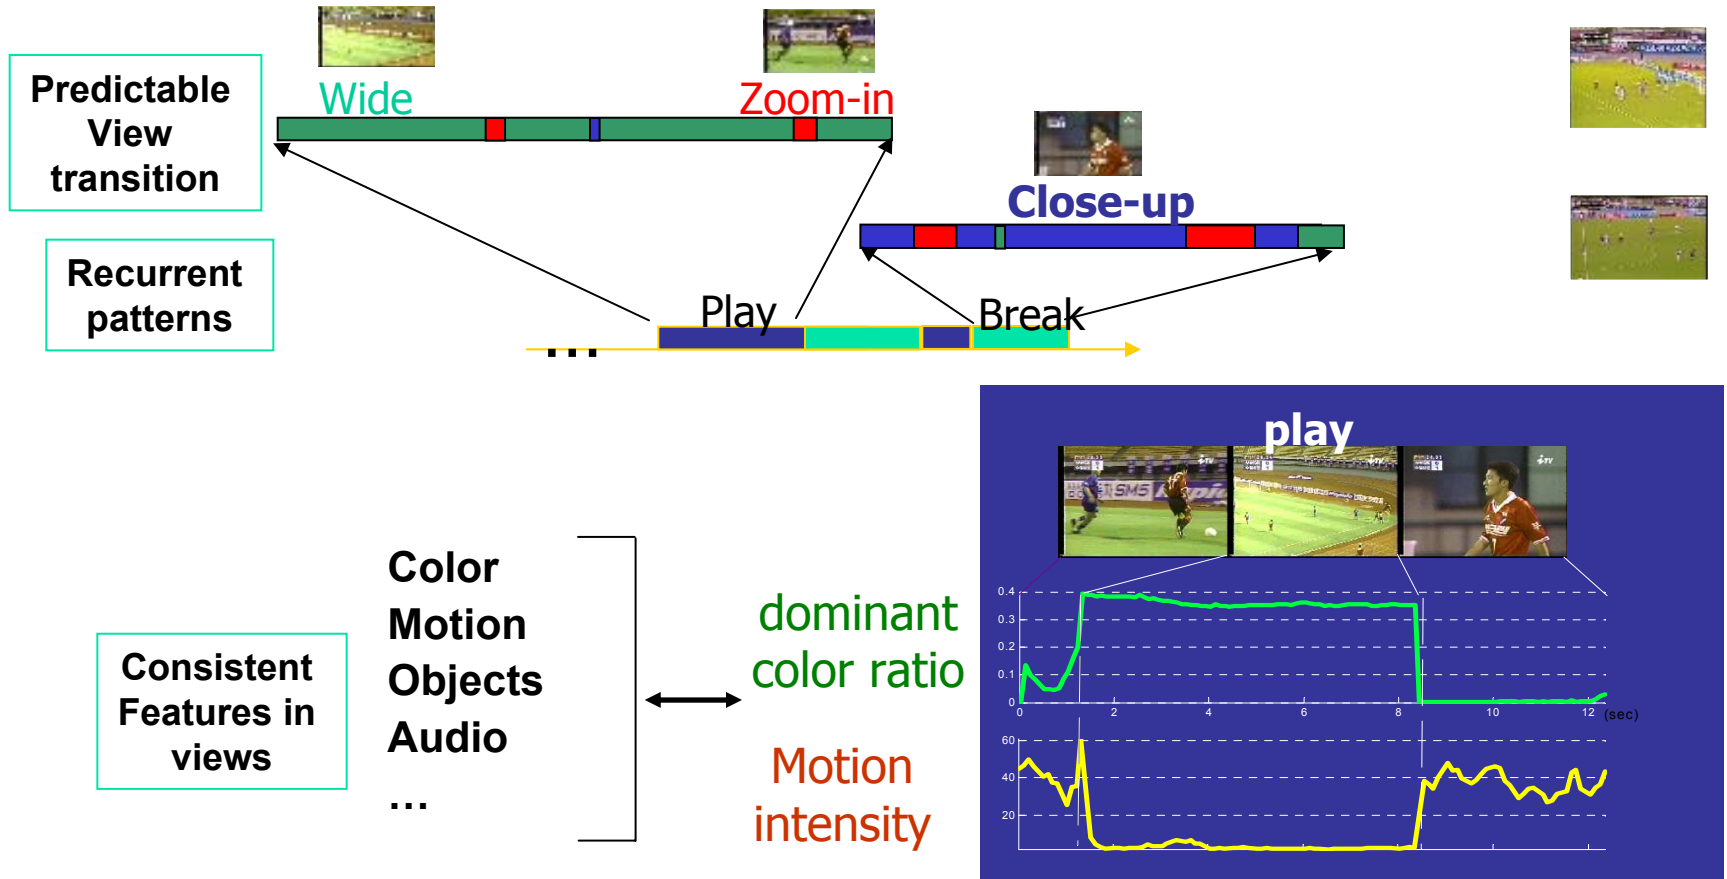 Predictable
View
transition
Wide
Zoom-in
Close-up
Recurrent
patterns
Play
Break
...
play
SMS
Color
Motion
Objects
Audio
...
Consistent
Features in
views
dominant
color ratio
Motion
intensity
0.4
0.3
0.2
0.1
0
0
2
4
6
8
10
12
(sec)
60
40
20